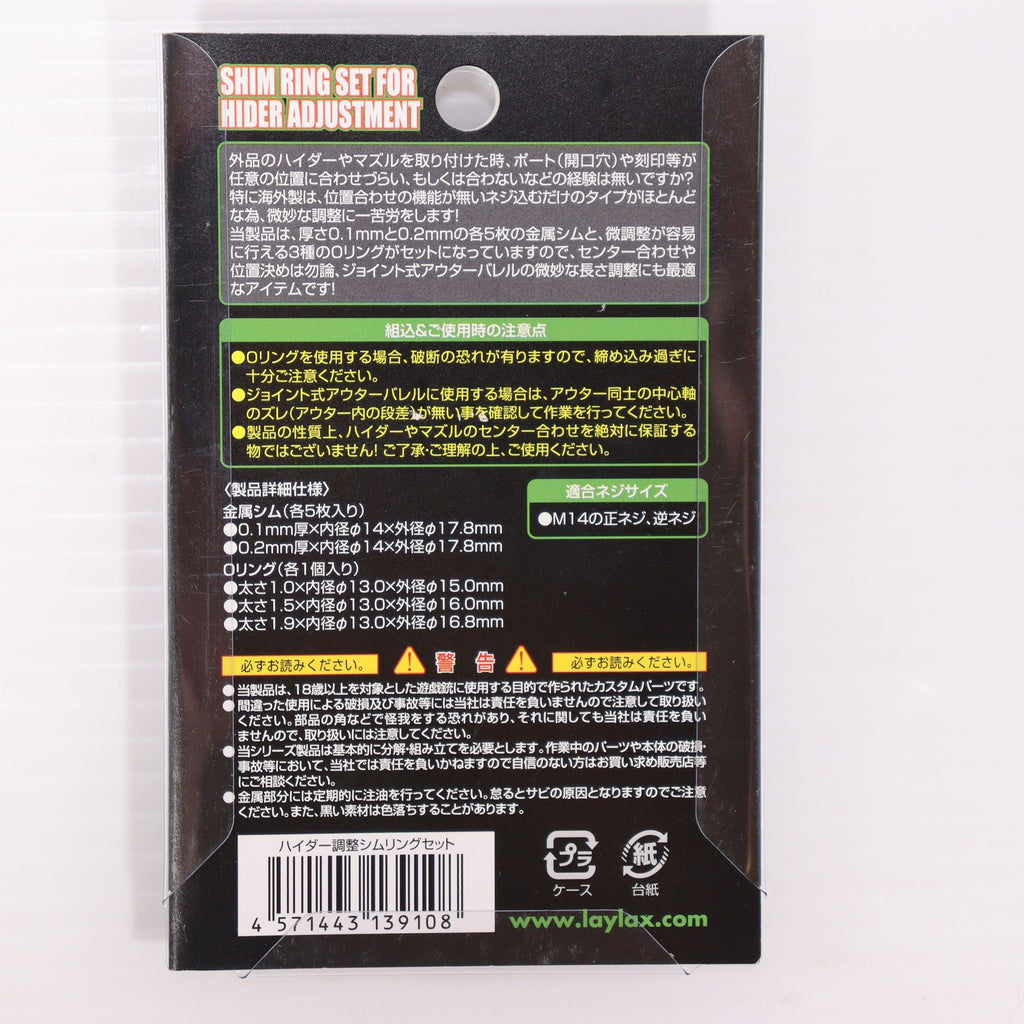 SHIM RING SET FOR
HIDER ADJUSTMENT
外品のハイダーやマズルを取り付けた時、ポート(開口穴)や刻印等が
任意の位置に合わせづらい、もしくは合わないなどの経験は無いですか?
特に海外製は、位置合わせの機能が無いネジ込むだけのタイプがほとんど
な為、微妙な調整に一苦労をします!
当製品は、厚さ0.1mmと0.2mmの各5枚の金属シムと、微調整が容易
に行える3種のOリングがセットになっていますので、センター合わせや
位置決めは勿論、ジョイント式アウターバレルの微妙な長さ調整にも最適
なアイテムです!
組込&ご使用時の注意点
●Oリングを使用する場合、破断の恐れが有りますので、締め込み過ぎに
十分ご注意ください。
●ジョイント式アウターバレルに使用する場合は、アウター同士の中心軸
のズレ(アウター内の段差)が無い事を確認して作業を行ってください。
●製品の性質上、ハイダーやマズルのセンター合わせを絶対に保証する
物ではございません! ご了承・ご理解の上、ご使用ください。
〈製品詳細仕様〉
金属シム(各5枚入り)
●0.1mm厚×内径φ14×外径φ17.8mm
●0.2mm厚×内径φ14×外径φ17.8mm
Oリング(各1個入り)
●太さ1.0×内径φ13.0×外径φ15.0mm
●太さ1.5×内径φ13.0×外径φ16.0mm
●太さ1.9×内径φ13.0×外径φ16.8mm
適合ネジサイズ
●M14の正ネジ、逆ネジ
必ずお読みください。 警告 必ずお読みください。
●当製品は、18歳以上を対象とした遊戯銃に使用する目的で作られたカスタムパーツです。
●間違った使用による破損及び事故等には当社は責任を負いませんので注意して取り扱い
ください。部品の角などで怪我をする恐れがあり、それに関しても当社は責任を負い
ませんので、取り扱いには注意してください。
●当シリーズ製品は基本的に分解・組み立てを必要とします。作業中のパーツや本体の破損・
事故等において、当社では責任を負いかねますので自信のない方はお買い求め販売店等
にご相談ください。
●金属部分には定期的に注油を行ってください。怠るとサビの原因となりますのでご注意
ください。また、黒い素材は色落ちすることがあります。
ハイダー調整シムリングセット
4 571443 139108
プラ
ケース
紙
台紙
www.laylax.com